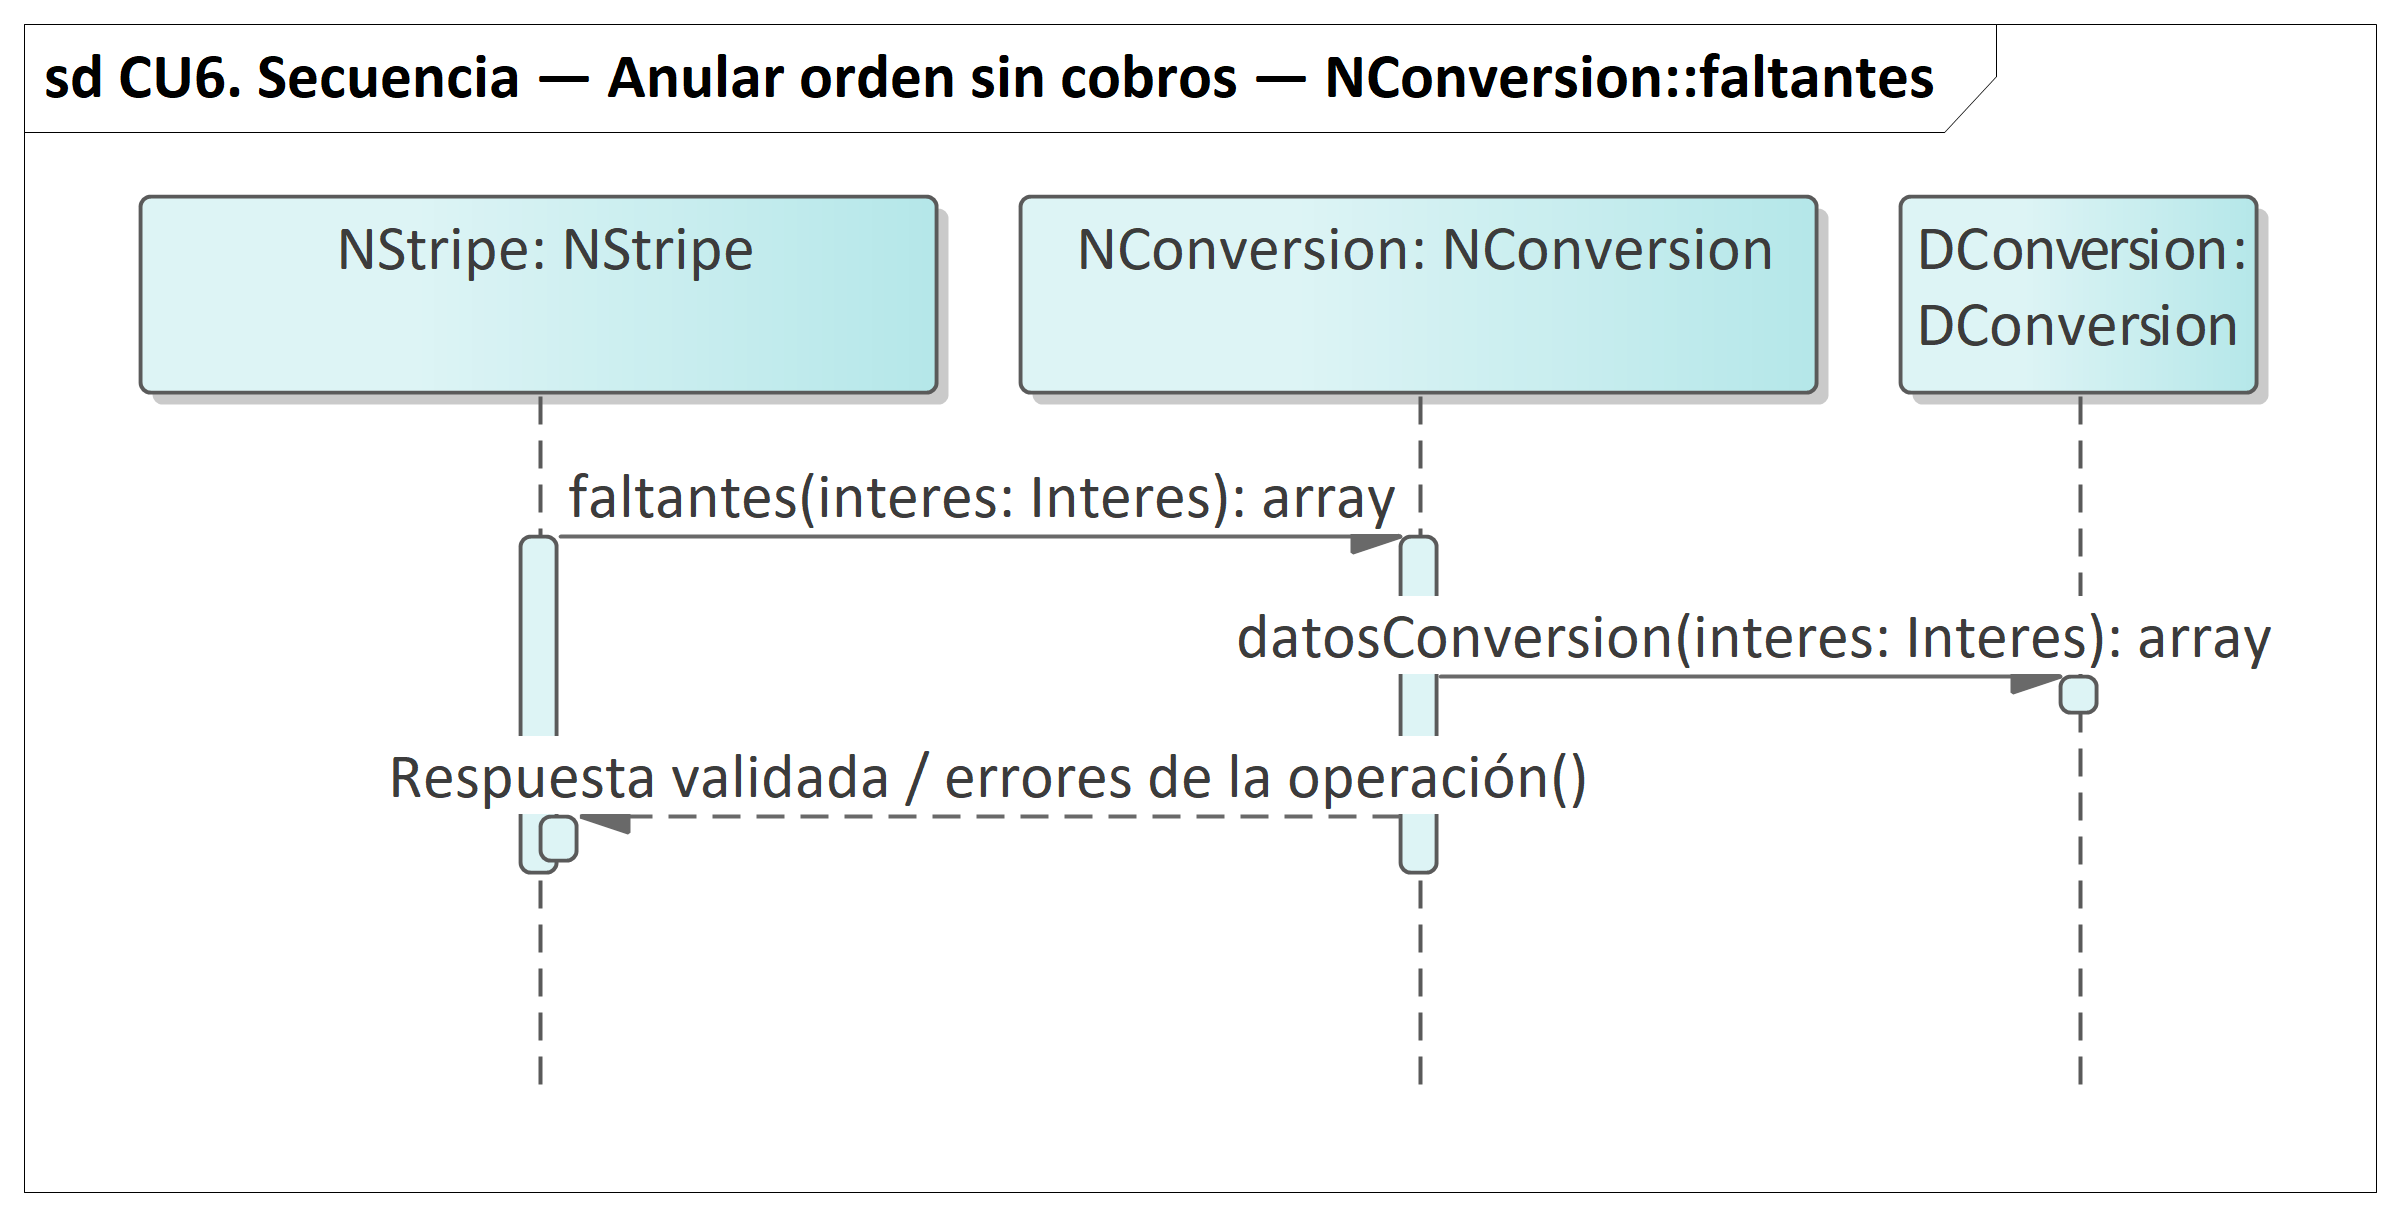 sd CU6. Secuencia — Anular orden sin cobros — NConversion::faltantes
NStripe: NStripe
NConversion: NConversion
DConversion:
DConversion
faltantes(interes: Interes): array
datosConversion(interes: Interes): array
Respuesta validada / errores de la operación()